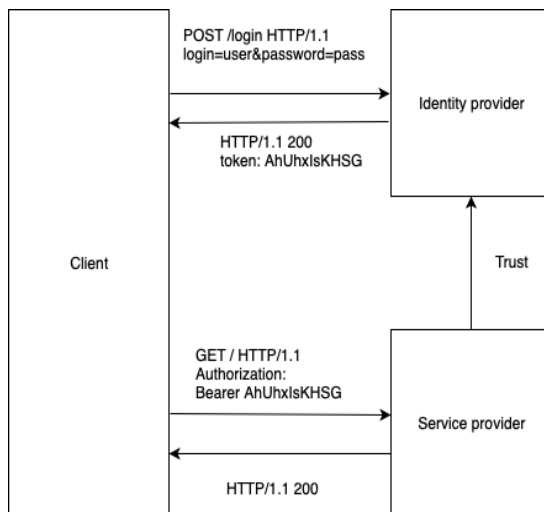 POST /login HTTP/1.1
login=user&password=pass
Identity provider
HTTP/1.1 200
token: AhUhxIsKHSG
Client
Trust
GET / HTTP/1.1
Authorization:
Bearer AhUhxIsKHSG
Service provider
HTTP/1.1 200